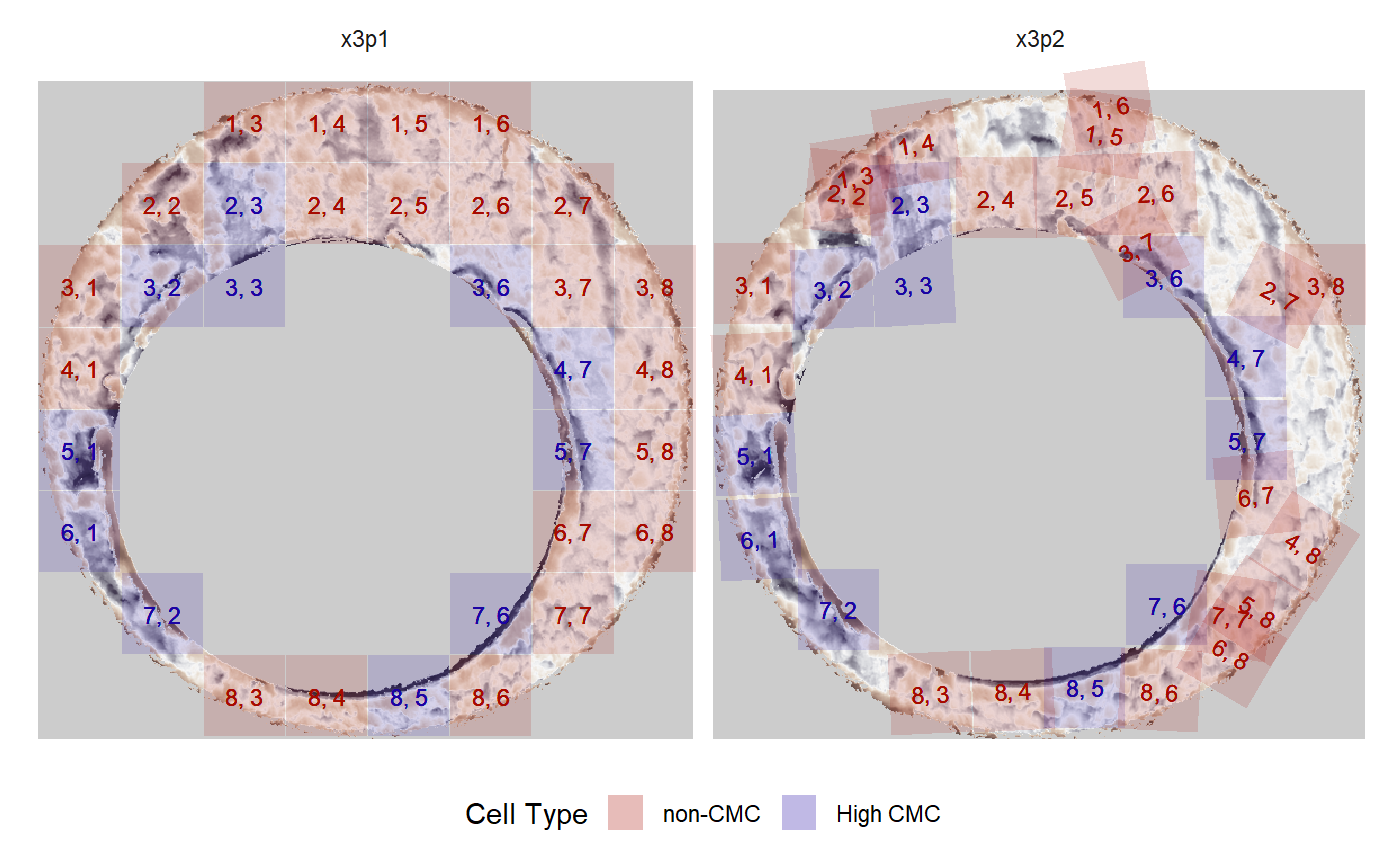 x3p1
x3p2
1, 3 1, 4 1, 5 1, 6
2, 2 2, 3 2, 4 2, 5 2, 6 2, 7
3, 1 3, 2 3, 3 3, 6 3, 7 3, 8
4, 1 4, 7 4, 8
5, 1 5, 7 5, 8
6, 1 6, 7 6, 8
7, 2 7, 6 7, 7
8, 3 8, 4 8, 5 8, 6
1, 6
1, 5
1, 4
1, 3
2, 2 2, 3 2, 4 2, 5 2, 6
3, 7
3, 1 3, 2 3, 3 3, 6 2, 7 3, 8
4, 1 4, 7
5, 1 5, 7
6, 7
6, 1 4, 8
7, 2 7, 6 7, 7 5, 8
6, 8
8, 3 8, 4 8, 5 8, 6
Cell Type non-CMC High CMC